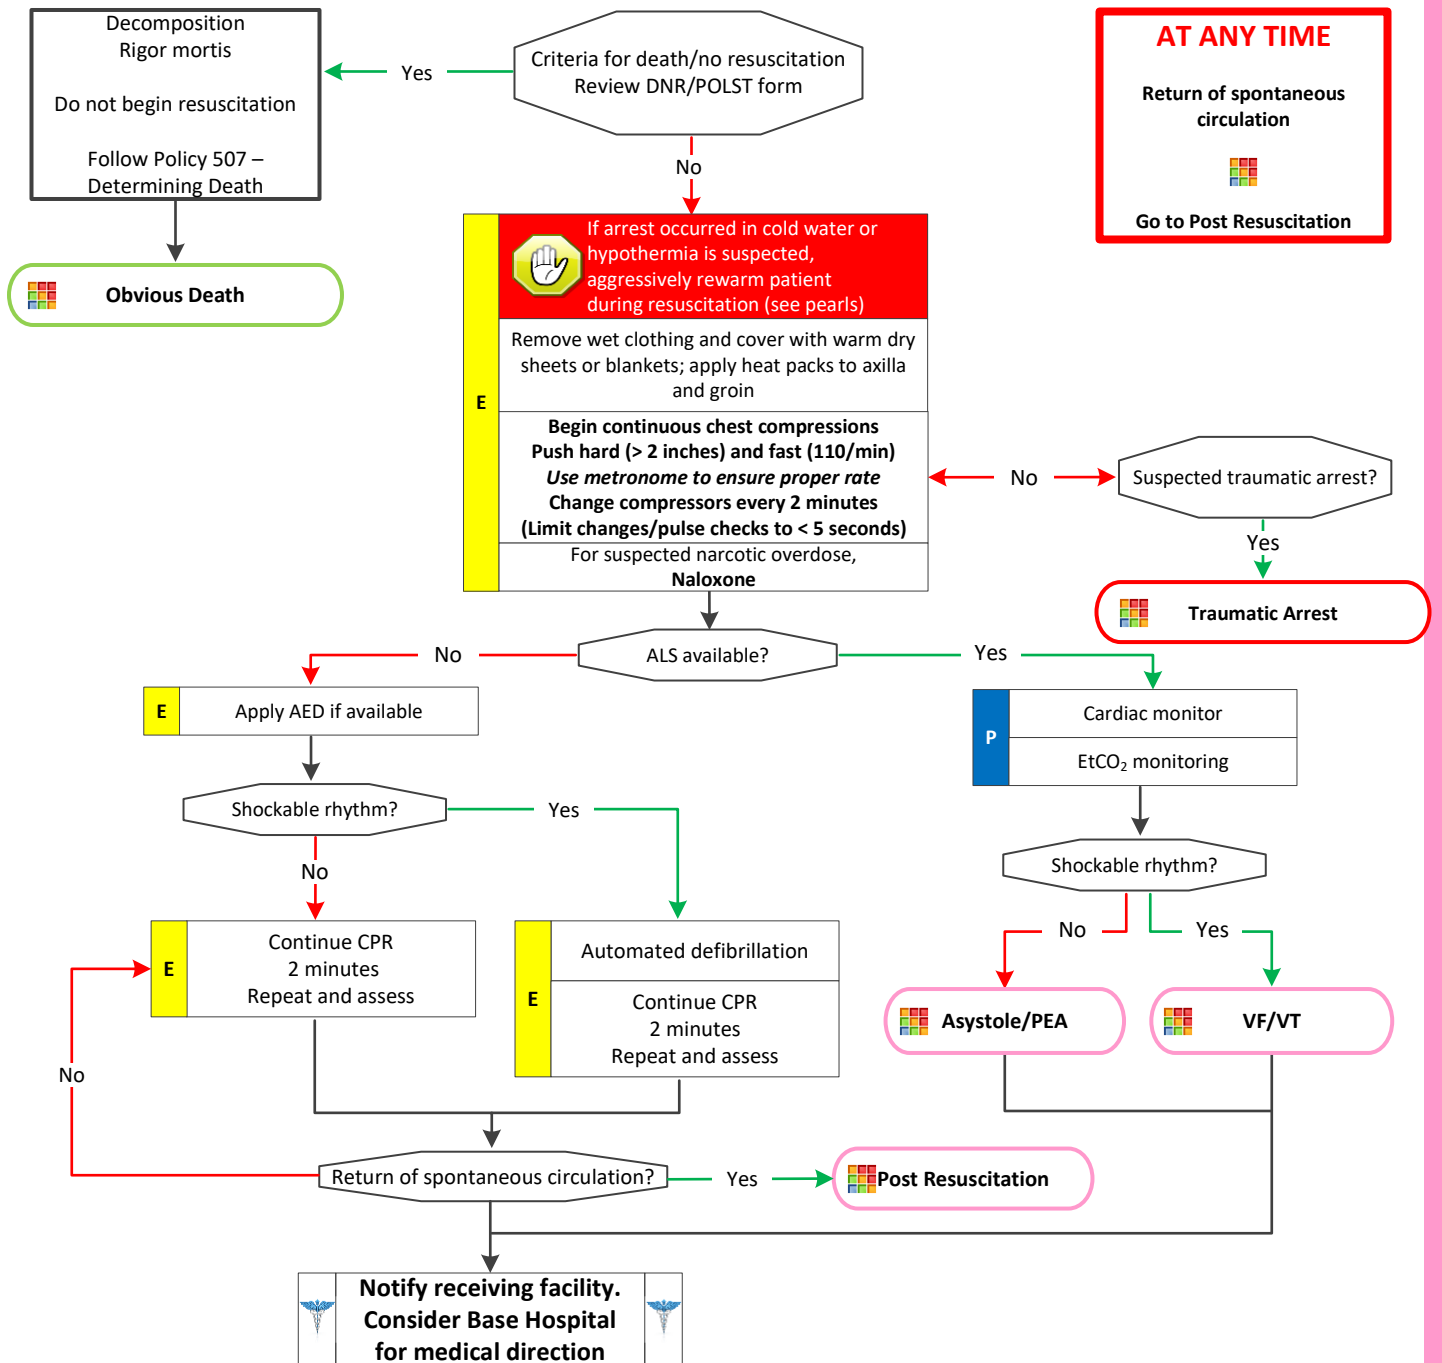 Decomposition
Rigor mortis
Do not begin resuscitation
Follow Policy 507 –
Determining Death
Yes
Criteria for death/no resuscitation
Review DNR/POLST form
AT ANY TIME
Return of spontaneous
circulation
Go to Post Resuscitation
No
Obvious Death
E
If arrest occurred in cold water or
hypothermia is suspected,
aggressively rewarm patient
during resuscitation (see pearls)
Remove wet clothing and cover with warm dry
sheets or blankets; apply heat packs to axilla
and groin
Begin continuous chest compressions
Push hard (> 2 inches) and fast (110/min)
Use metronome to ensure proper rate
Change compressors every 2 minutes
(Limit changes/pulse checks to < 5 seconds)
For suspected narcotic overdose,
Naloxone
No
Suspected traumatic arrest?
Yes
Traumatic Arrest
ALS available?
No
Yes
E
Apply AED if available
P
Cardiac monitor
EtCO₂ monitoring
Shockable rhythm?
Yes
No
Shockable rhythm?
No
Yes
E
Continue CPR
2 minutes
Repeat and assess
E
Automated defibrillation
Continue CPR
2 minutes
Repeat and assess
Asystole/PEA
VF/VT
No
Return of spontaneous circulation?
Yes
Post Resuscitation
Notify receiving facility.
Consider Base Hospital
for medical direction